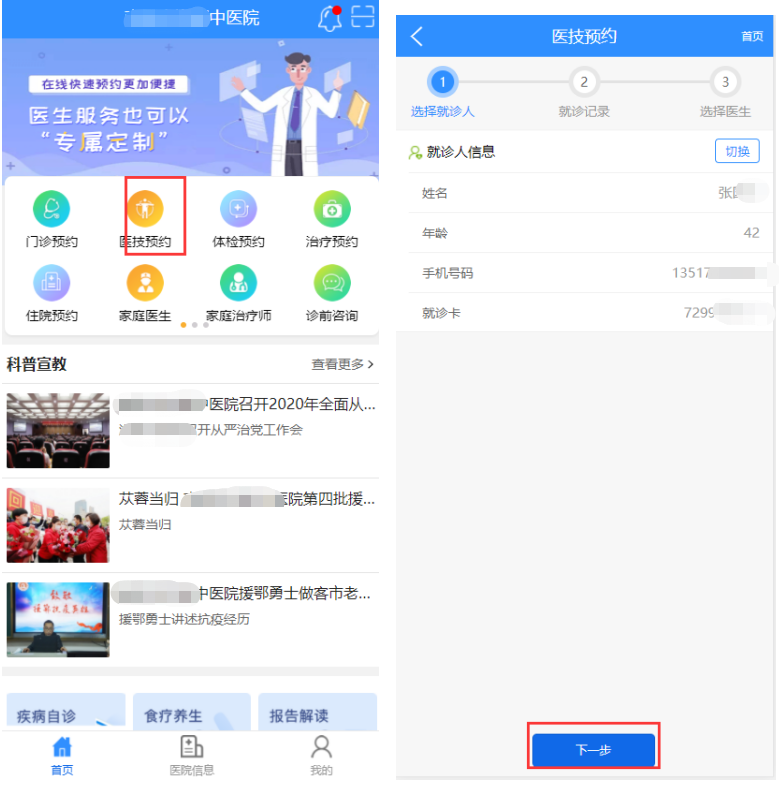 中医院
在线快速预约更加便捷
医生服务也可以
“专属定制”
门诊预约
医技预约
体检预约
治疗预约
住院预约
家庭医生
家庭治疗师
诊前咨询
科普宣教
查看更多 >
医院召开2020年全面从...
召开从严治党工作会
苁蓉当归
医院第四批援...
苁蓉当归
中医院援鄂勇士做客市老...
援鄂勇士讲述抗疫经历
疾病自诊
食疗养生
报告解读
首页
医院信息
我的
医技预约
首页
1
2
3
选择就诊人
就诊记录
选择医生
就诊人信息
切换
姓名
张
年龄
42
手机号码
13517
就诊卡
7299
下一步